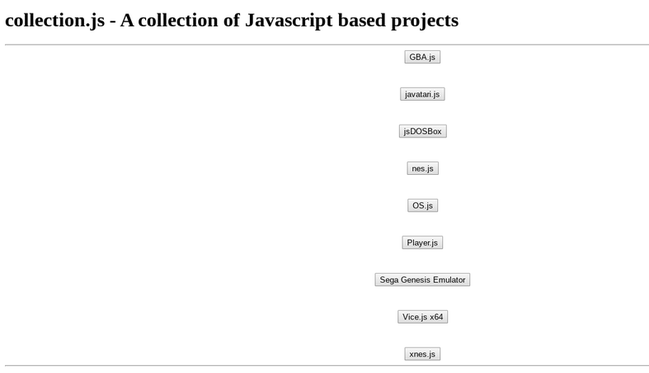 collection.js - A collection of Javascript based projects
GBA.js
javatari.js
jsDOSBox
nes.js
OS.js
Player.js
Sega Genesis Emulator
Vice.js x64
xnes.js